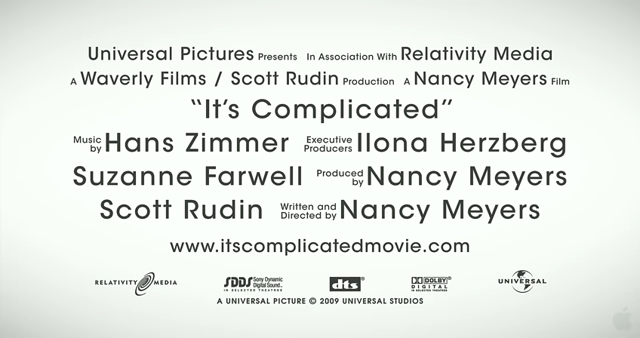 Universal Pictures Presents In Association With Relativity Media
A Waverly Films / Scott Rudin Production A Nancy Meyers Film
“It's Complicated”
Music by Hans Zimmer Executive Producers Ilona Herzberg
Suzanne Farwell Produced by Nancy Meyers
Scott Rudin Written and Directed by Nancy Meyers
www.itscomplicatedmovie.com
RELATIVITY MEDIA SDDS Sony Dynamic Digital Sound IN SELECTED THEATRES dts DOLBY DIGITAL IN SELECTED THEATRES UNIVERSAL
A UNIVERSAL PICTURE © 2009 UNIVERSAL STUDIOS